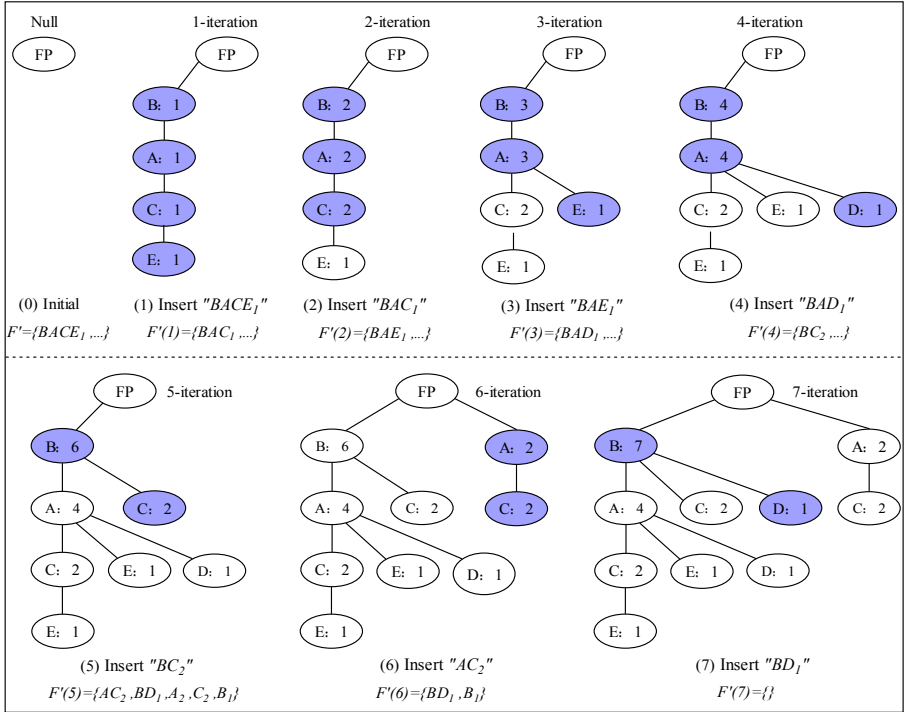 Null
1-iteration
2-iteration
3-iteration
4-iteration
FP
FP
FP
FP
FP
B: 1
B: 2
B: 3
B: 4
A: 1
A: 2
A: 3
A: 4
C: 1
C: 2
C: 2
E: 1
C: 2
E: 1
D: 1
E: 1
E: 1
E: 1
E: 1
(0) Initial
(1) Insert "BACE₁"
(2) Insert "BAC₁"
(3) Insert "BAE₁"
(4) Insert "BAD₁"
F'={BACE₁ ,...}
F'(1)={BAC₁ ,...}
F'(2)={BAE₁ ,...}
F'(3)={BAD₁ ,...}
F'(4)={BC₂ ,...}
FP
5-iteration
FP
6-iteration
FP
7-iteration
B: 6
B: 6
A: 2
B: 7
A: 2
A: 4
C: 2
A: 4
C: 2
C: 2
A: 4
C: 2
D: 1
C: 2
C: 2
E: 1
D: 1
C: 2
E: 1
D: 1
C: 2
E: 1
D: 1
E: 1
E: 1
E: 1
(5) Insert "BC₂"
(6) Insert "AC₂"
(7) Insert "BD₁"
F'(5)={AC₂ ,BD₁ ,A₂ ,C₂ ,B₁}
F'(6)={BD₁ ,B₁}
F'(7)={}